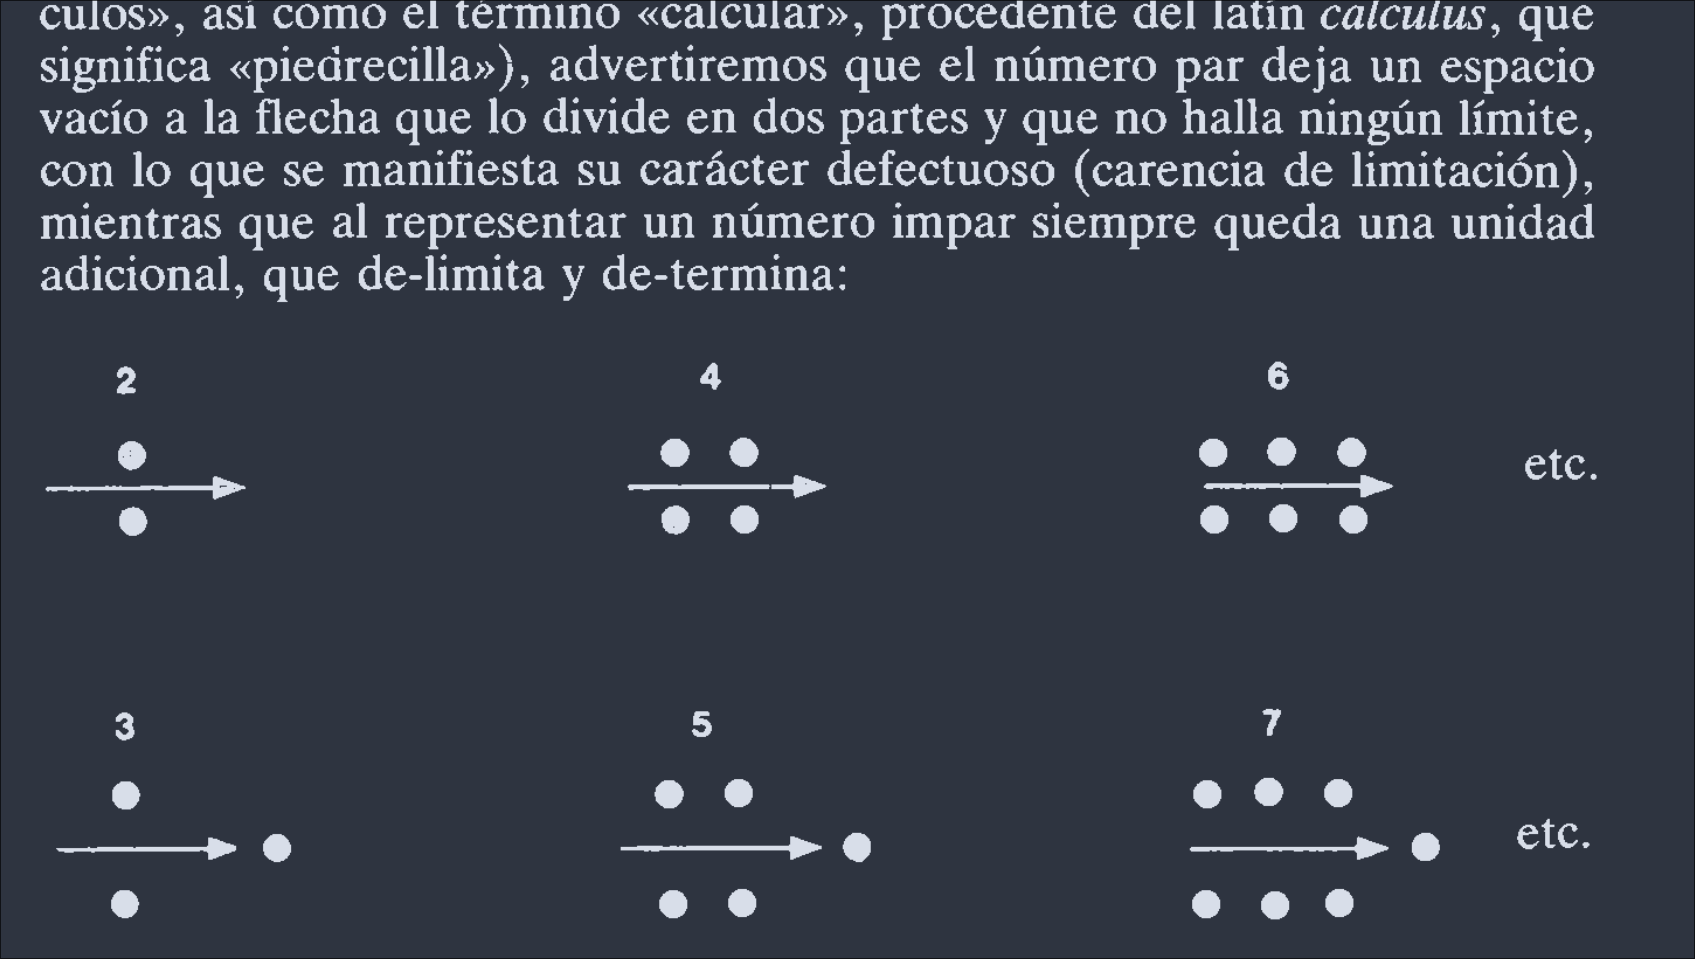 culos», así como el término «calcular», procedente del latín calculus, que
significa «piedrecilla»), advertiremos que el número par deja un espacio
vacío a la flecha que lo divide en dos partes y que no halla ningún límite,
con lo que se manifiesta su carácter defectuoso (carencia de limitación),
mientras que al representar un número impar siempre queda una unidad
adicional, que de-limita y de-termina:
2 4 6
etc.
3 5 7
etc.